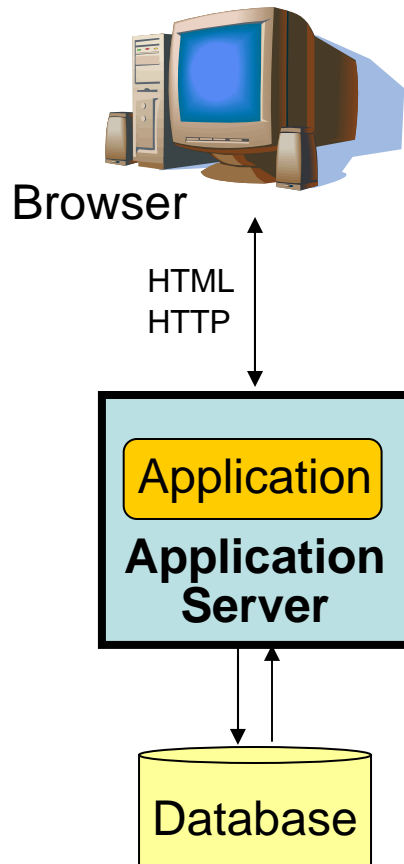 Browser
HTML
HTTP
Application
Application
Server
Database